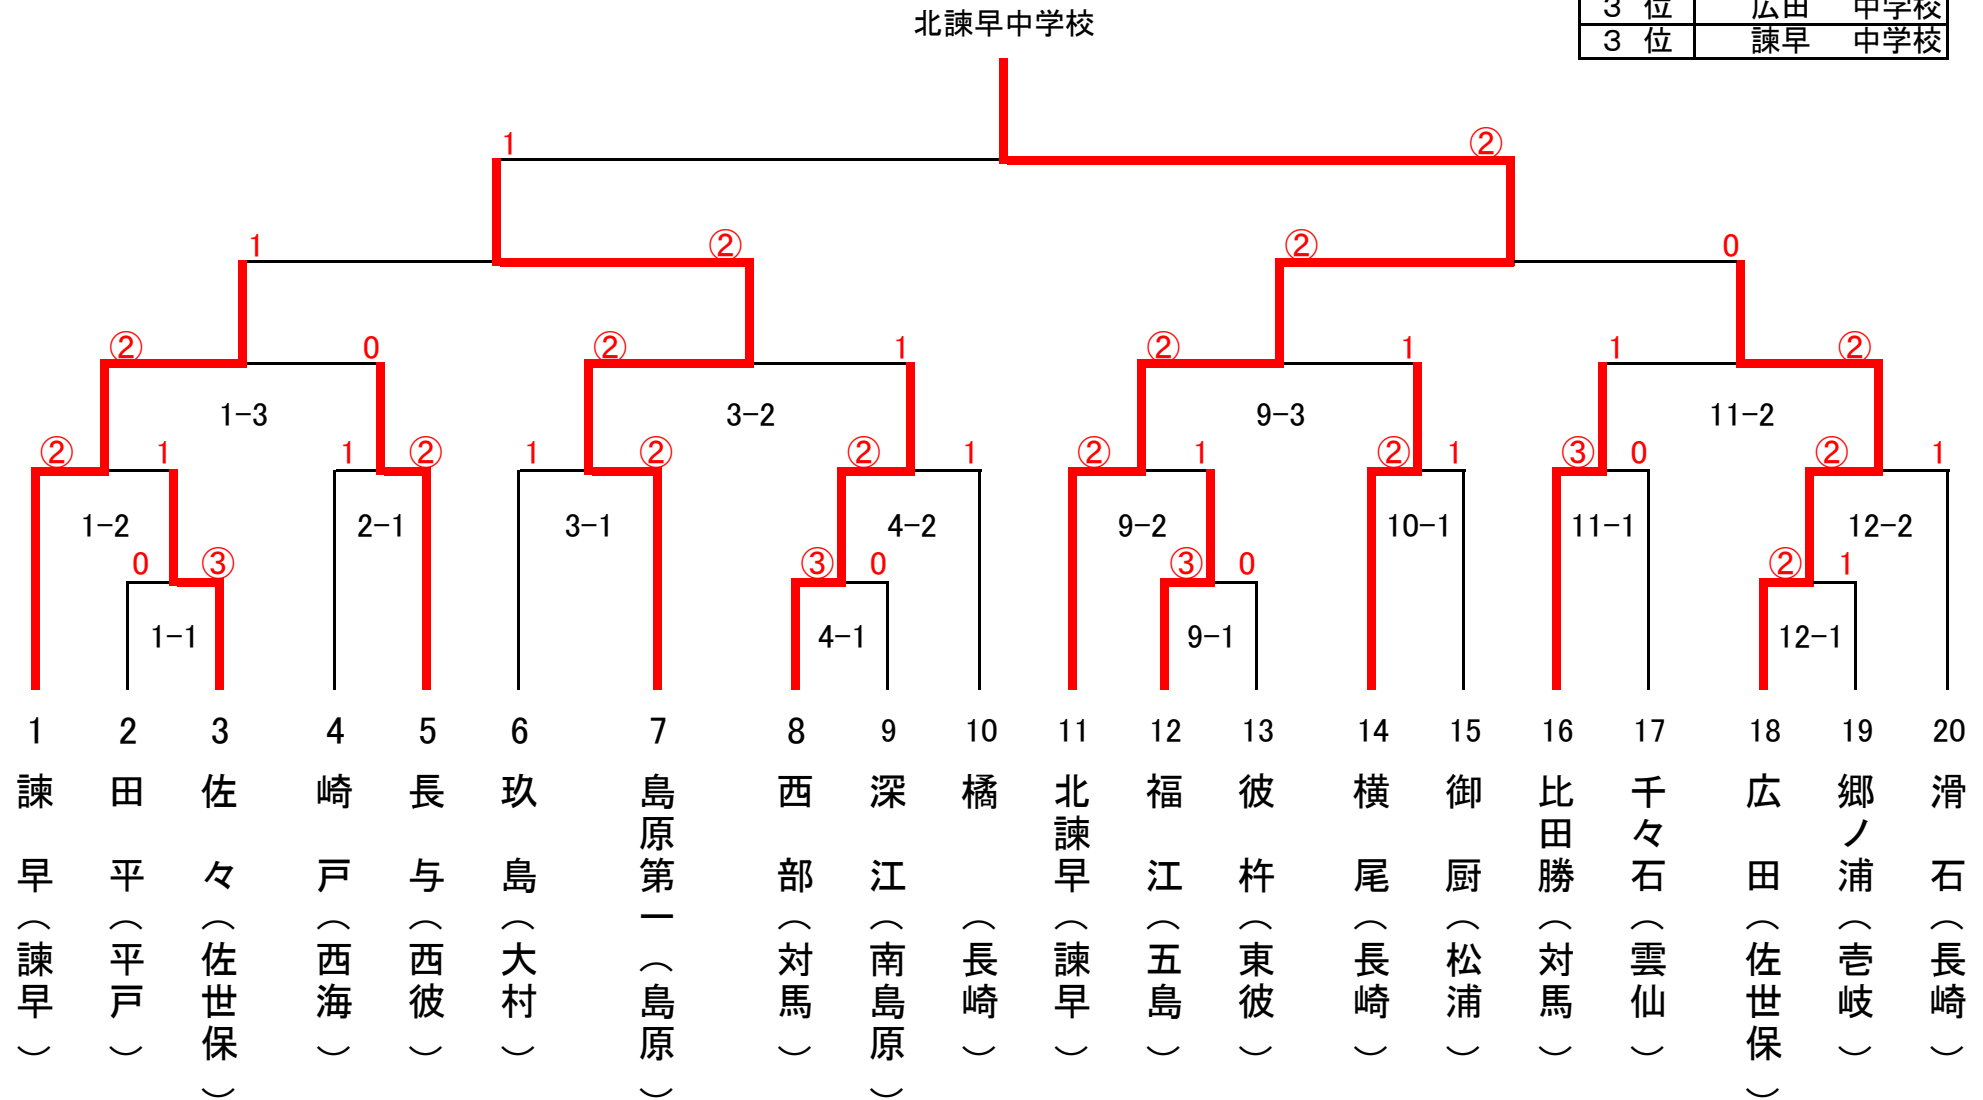 3 位 広田 中学校
北諫早中学校
3 位 諫早 中学校
1 ②
1 ② ② 0
② 0 ② 1 ② 1 1 ②
1-3 3-2 9-3 11-2
② 1 1 ② 1 ② ② 1 ② 1 ② 1 ③ 0 ② 1
1-2 2-1 3-1 4-2 9-2 10-1 11-1 12-2
0 ③ ③ 0 ③ 0 ② 1
1-1 4-1 9-1 12-1
1 2 3 4 5 6 7 8 9 10 11 12 13 14 15 16 17 18 19 20
諫早(諫早)
田平(平戸)
佐々(佐世保)
崎戸(西海)
長与(西彼)
玖島(大村)
島原第一(島原)
西部(対馬)
深江(南島原)
橘(長崎)
北諫早(諫早)
福江(五島)
彼杵(東彼)
横尾(長崎)
御厨(松浦)
比田勝(対馬)
千々石(雲仙)
広田(佐世保)
郷ノ浦(壱岐)
滑石(長崎)